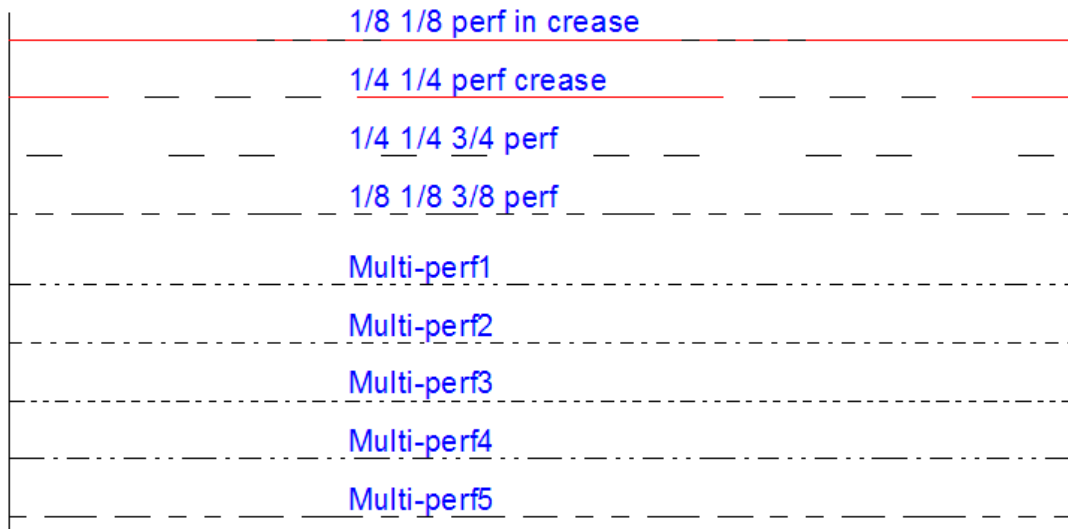 1/8 1/8 perf in crease
1/4 1/4 perf crease
1/4 1/4 3/4 perf
1/8 1/8 3/8 perf
Multi-perf1
Multi-perf2
Multi-perf3
Multi-perf4
Multi-perf5